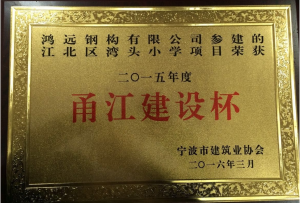 鸿远钢构有限公司参建的
江北区湾头小学项目荣获
二〇一五年度
甬江建设杯
宁波市建筑业协会
二〇一六年三月